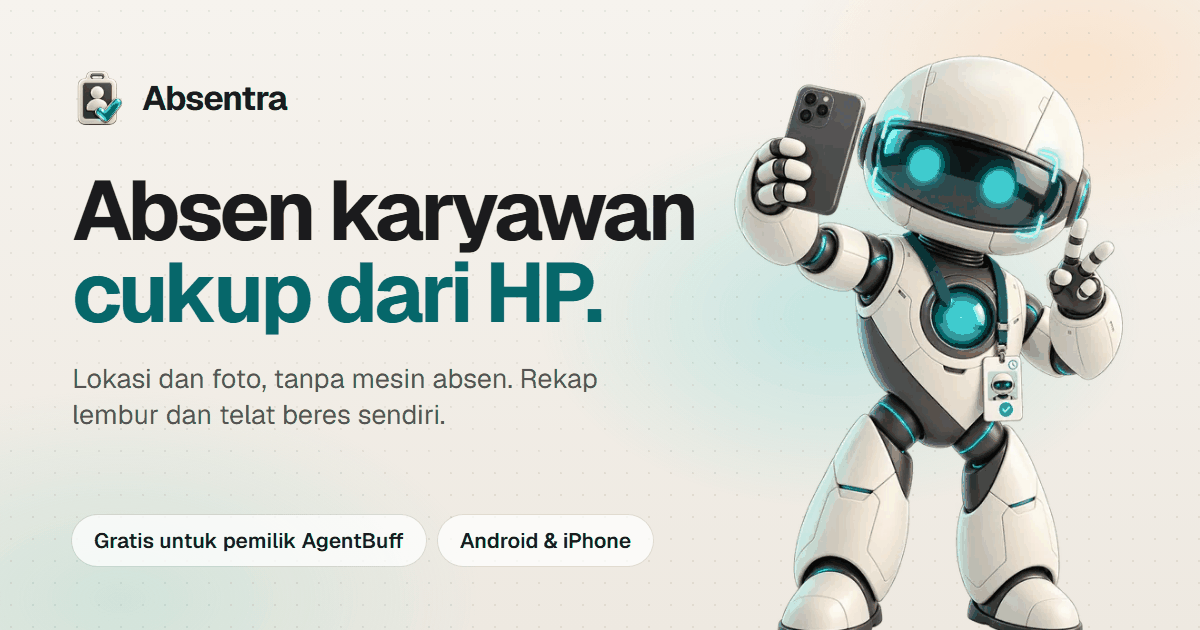 Absentra
Absen karyawan
cukup dari HP.
Lokasi dan foto, tanpa mesin absen. Rekap
lembur dan telat beres sendiri.
Gratis untuk pemilik AgentBuff
Android & iPhone